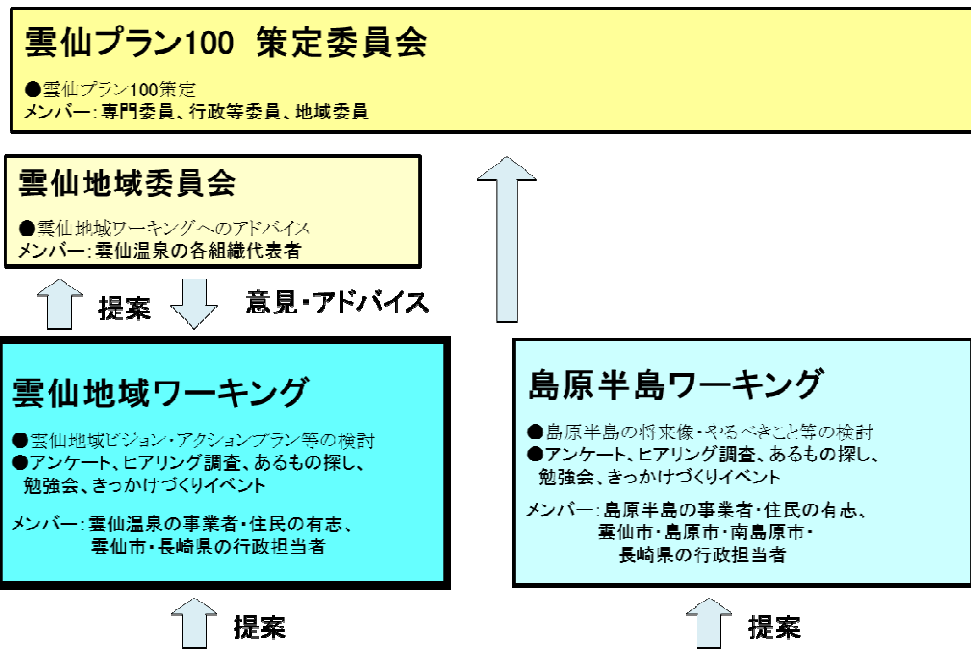 雲仙プラン100 策定委員会
●雲仙プラン100策定
メンバー：専門委員、行政等委員、地域委員
雲仙地域委員会
●雲仙地域ワーキングへのアドバイス
メンバー：雲仙温泉の各組織代表者
提案
意見・アドバイス
雲仙地域ワーキング
●雲仙地域ビジョン・アクションプラン等の検討
●アンケート、ヒアリング調査、あるもの探し、
勉強会、きっかけづくりイベント
メンバー：雲仙温泉の事業者・住民の有志、
雲仙市・長崎県の行政担当者
島原半島ワーキング
●島原半島の将来像・やるべきこと等の検討
●アンケート、ヒアリング調査、あるもの探し、
勉強会、きっかけづくりイベント
メンバー：島原半島の事業者・住民の有志、
雲仙市・島原市・南島原市・
長崎県の行政担当者
提案
提案